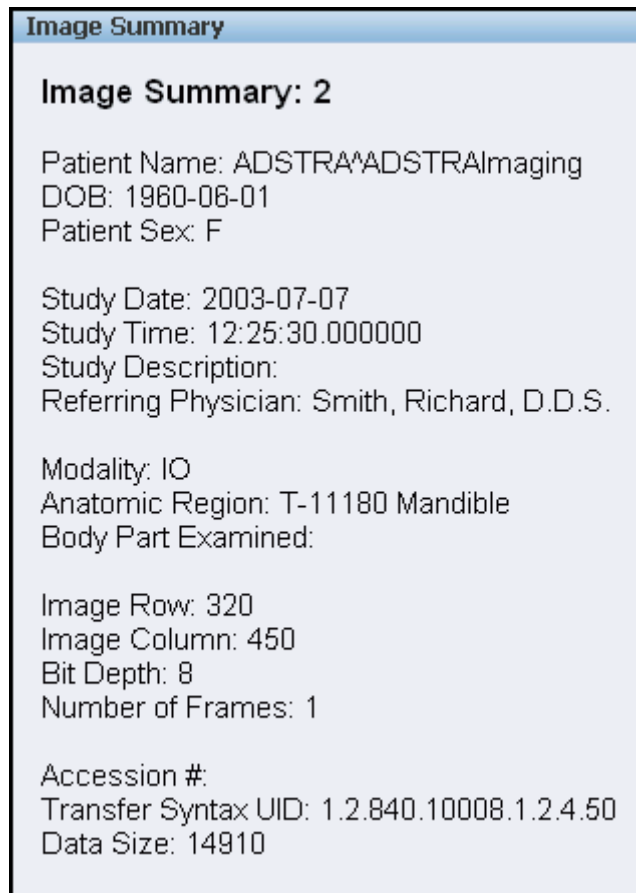 Image Summary
Image Summary: 2
Patient Name: ADSTRA^ADSTRAImaging
DOB: 1960-06-01
Patient Sex: F
Study Date: 2003-07-07
Study Time: 12:25:30.000000
Study Description:
Referring Physician: Smith, Richard, D.D.S.
Modality: IO
Anatomic Region: T-11180 Mandible
Body Part Examined:
Image Row: 320
Image Column: 450
Bit Depth: 8
Number of Frames: 1
Accession #:
Transfer Syntax UID: 1.2.840.10008.1.2.4.50
Data Size: 14910